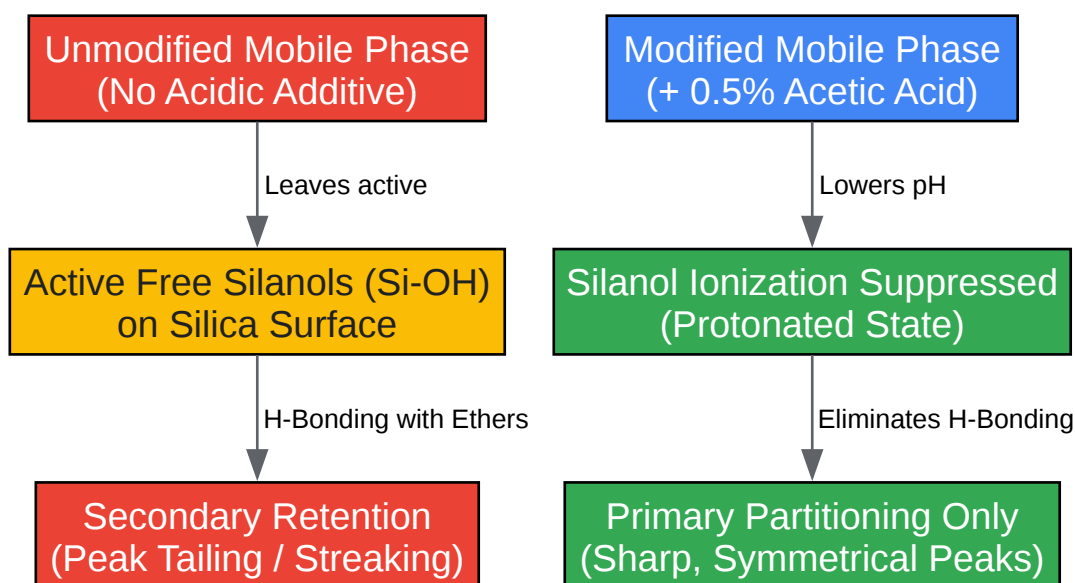 Unmodified Mobile Phase
(No Acidic Additive)
Leaves active
Active Free Silanols (Si-OH)
on Silica Surface
H-Bonding with Ethers
Secondary Retention
(Peak Tailing / Streaking)
Modified Mobile Phase
(+ 0.5% Acetic Acid)
Lowers pH
Silanol Ionization Suppressed
(Protonated State)
Eliminates H-Bonding
Primary Partitioning Only
(Sharp, Symmetrical Peaks)